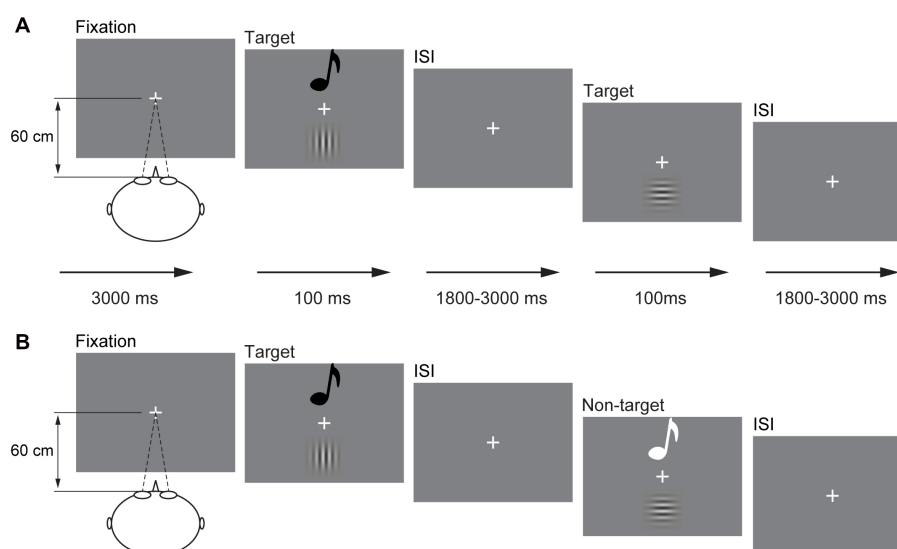 A
Fixation
Target
ISI
Target
ISI
60 cm
3000 ms
100 ms
1800-3000 ms
100ms
1800-3000 ms
B
Fixation
Target
ISI
Non-target
ISI
60 cm